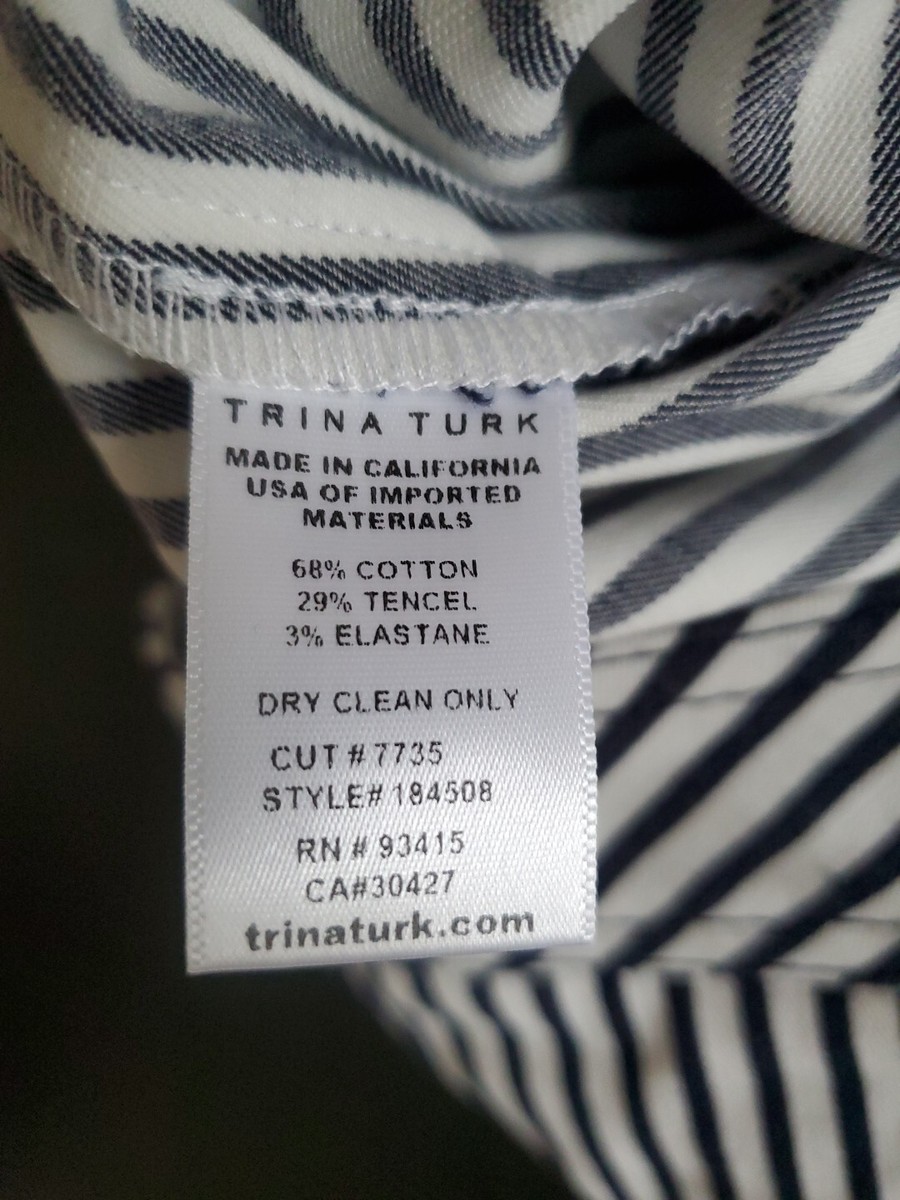 TRINA TURK
MADE IN CALIFORNIA
USA OF IMPORTED
MATERIALS
68% COTTON
29% TENCEL
3% ELASTANE
DRY CLEAN ONLY
CUT # 7735
STYLE# 184508
RN # 93415
CA#30427
trinaturk.com